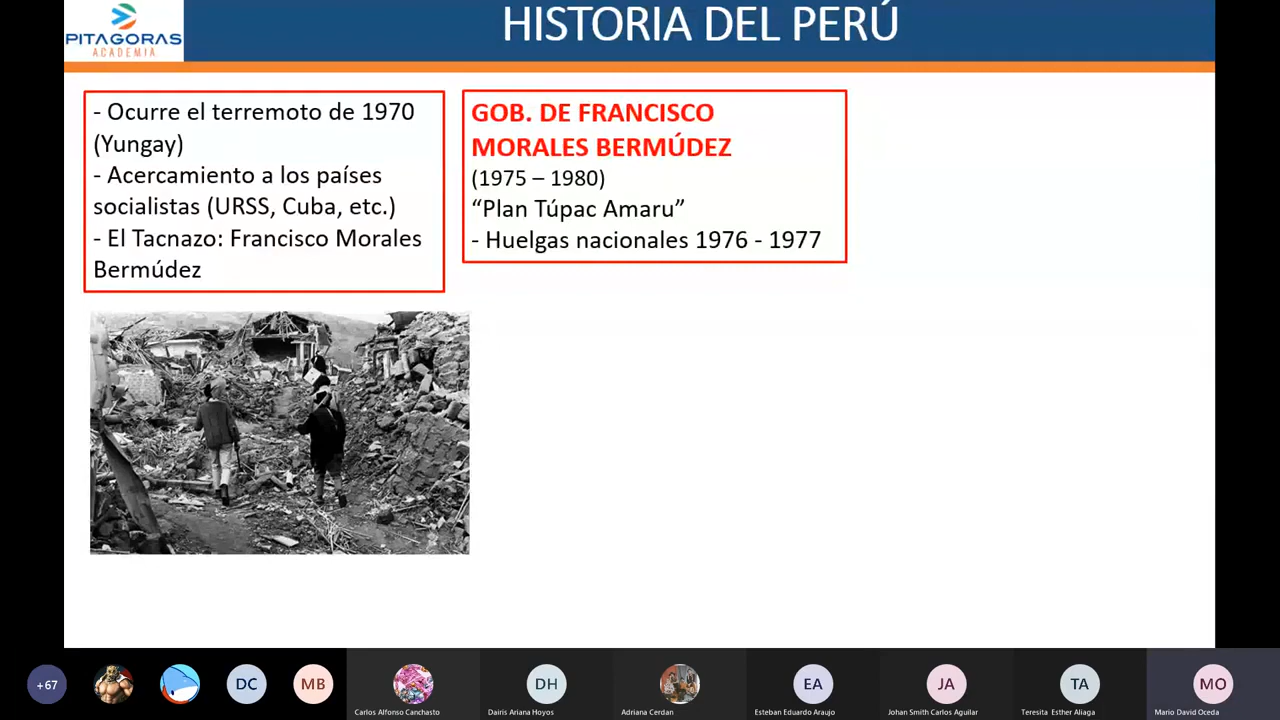 PITAGORAS
ACADEMIA
HISTORIA DEL PERÚ
- Ocurre el terremoto de 1970
(Yungay)
- Acercamiento a los países
socialistas (URSS, Cuba, etc.)
- El Tacnazo: Francisco Morales
Bermúdez
GOB. DE FRANCISCO
MORALES BERMÚDEZ
(1975 – 1980)
“Plan Túpac Amaru”
- Huelgas nacionales 1976 - 1977
+67
DC
MB
Carlos Alfonso Canchasto
DH
Dairis Ariana Hoyos
Adriana Cerdan
EA
Esteban Eduardo Araujo
JA
Johan Smith Carlos Aguilar
TA
Teresita Esther Aliaga
MO
Mario David Oceda